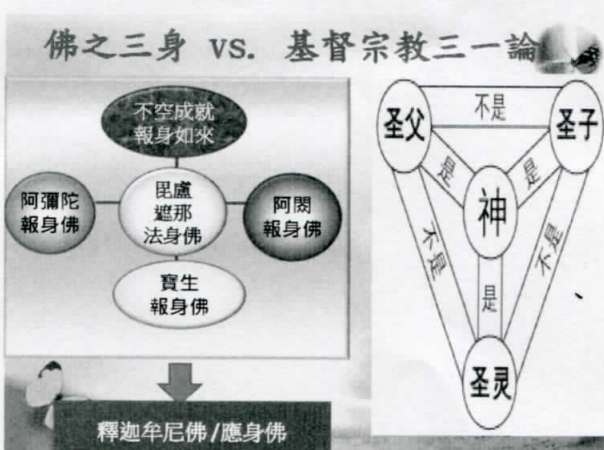 佛之三身 vs. 基督宗教三一論
不空成就
報身如來
阿彌陀
報身佛
毘盧
遮那
法身佛
阿閦
報身佛
寶生
報身佛
釋迦牟尼佛/應身佛
圣父
不是
圣子
是
是
神
不是
不是
是
圣灵